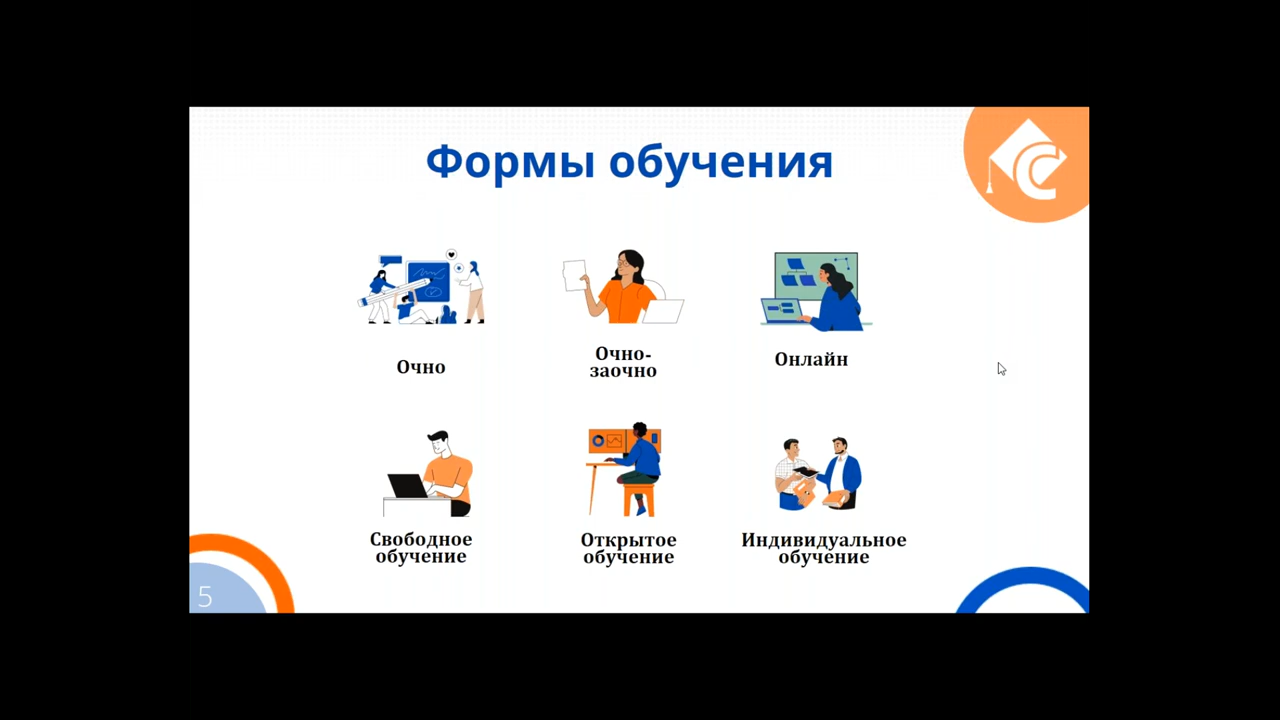 Формы обучения
Очно
Очно-
заочно
Онлайн
Свободное
обучение
Открытое
обучение
Индивидуальное
обучение
5